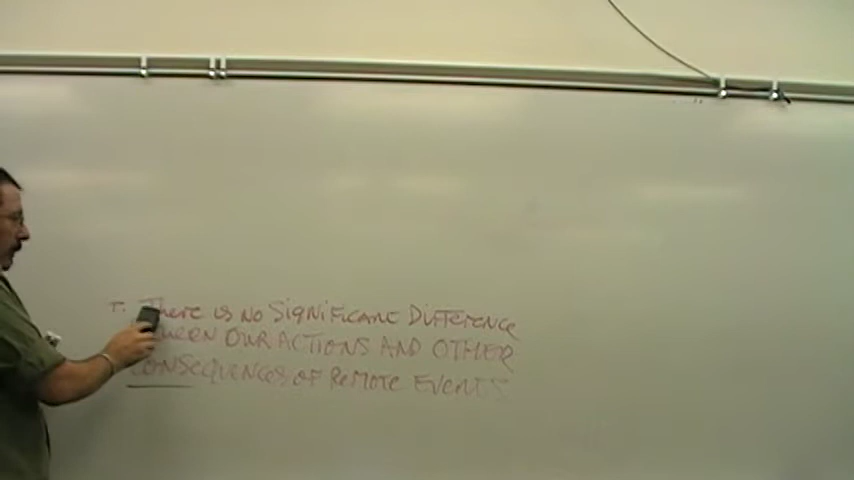 T. There is no Significant Difference
OUR ACTIONS AND OTHER
CONSEQUENCES OF REMOTE EVENTS